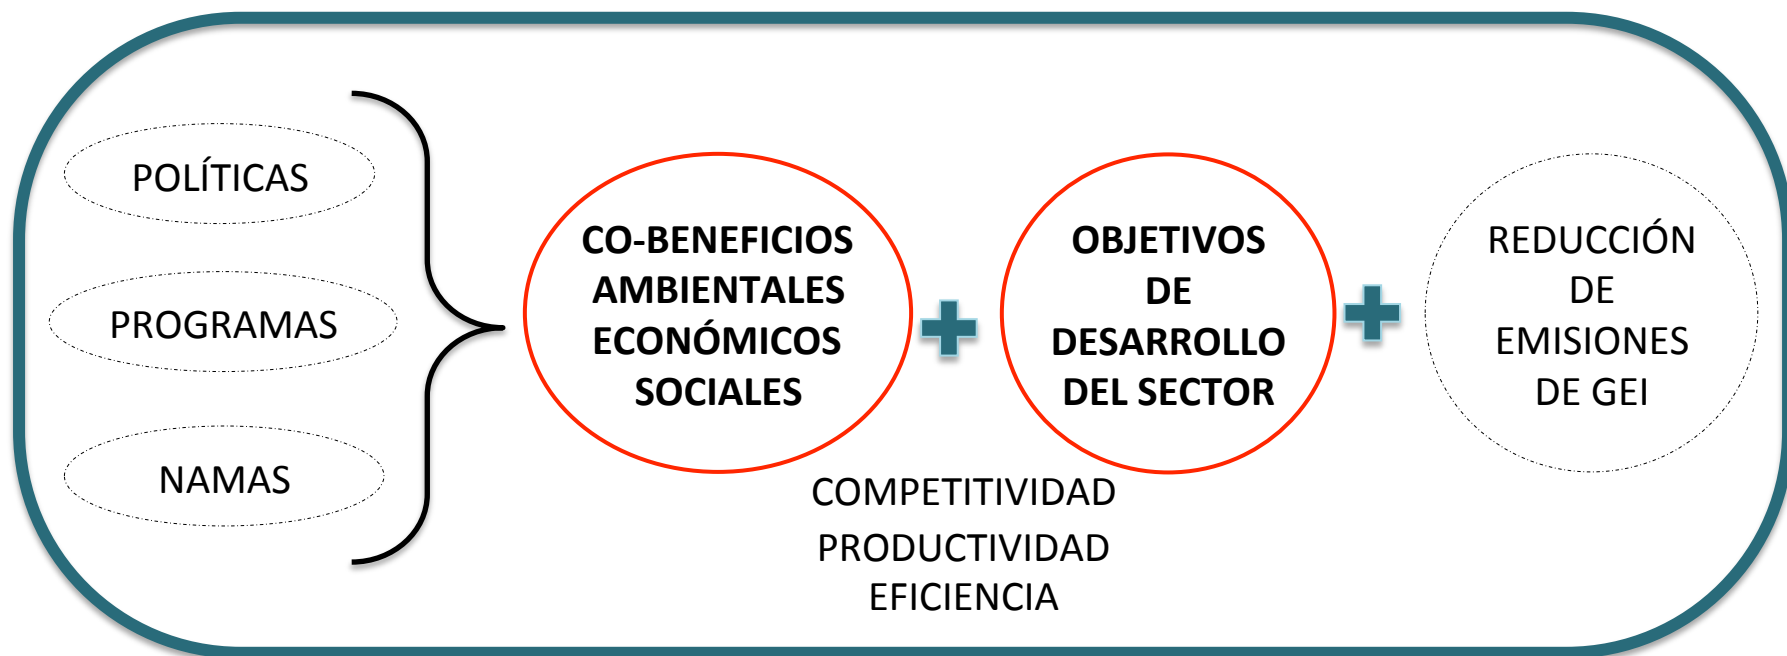 POLÍTICAS
PROGRAMAS
NAMAS
CO-BENEFICIOS
AMBIENTALES
ECONÓMICOS
SOCIALES
OBJETIVOS
DE
DESARROLLO
DEL SECTOR
REDUCCIÓN
DE
EMISIONES
DE GEI
COMPETITIVIDAD
PRODUCTIVIDAD
EFICIENCIA